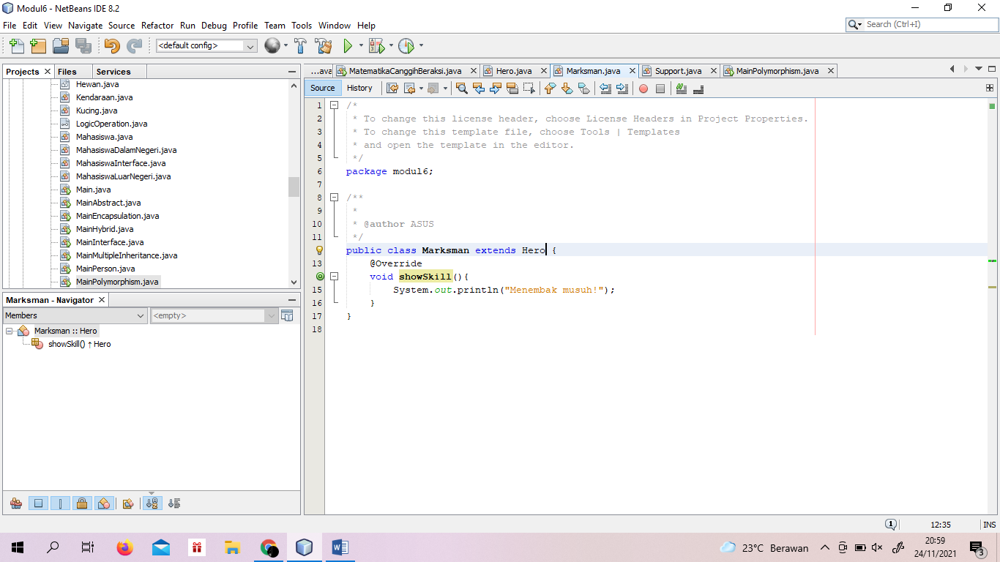 Modul6 - NetBeans IDE 8.2
File Edit View Navigate Source Refactor Run Debug Profile Team Tools Window Help
Search (Ctrl+I)
<default config>
Projects Files Services
Hewan.java
Kendaraan.java
Kucing.java
LogicOperation.java
Mahasiswa.java
MahasiswaDalamNegeri.java
MahasiswaInterface.java
MahasiswaLuarNegeri.java
Main.java
MainAbstract.java
MainEncapsulation.java
MainHybrid.java
MainInterface.java
MainMultipleInheritance.java
MainPerson.java
MainPolymorphism.java
Marksman - Navigator
Members <empty>
Marksman :: Hero
showSkill() ↑ Hero
...ava MatematikaCanggihBeraksi.java Hero.java Marksman.java Support.java MainPolymorphism.java
Source History
1 /*
2 * To change this license header, choose License Headers in Project Properties.
3 * To change this template file, choose Tools | Templates
4 * and open the template in the editor.
5 */
6 package modul6;
7
8 /**
9 *
10 * @author ASUS
11 */
public class Marksman extends Hero {
13 @Override
void showSkill(){
15 System.out.println("Menembak musuh!");
16 }
17 }
18
1 12:35 INS
23°C Berawan
20:59
24/11/2021
3